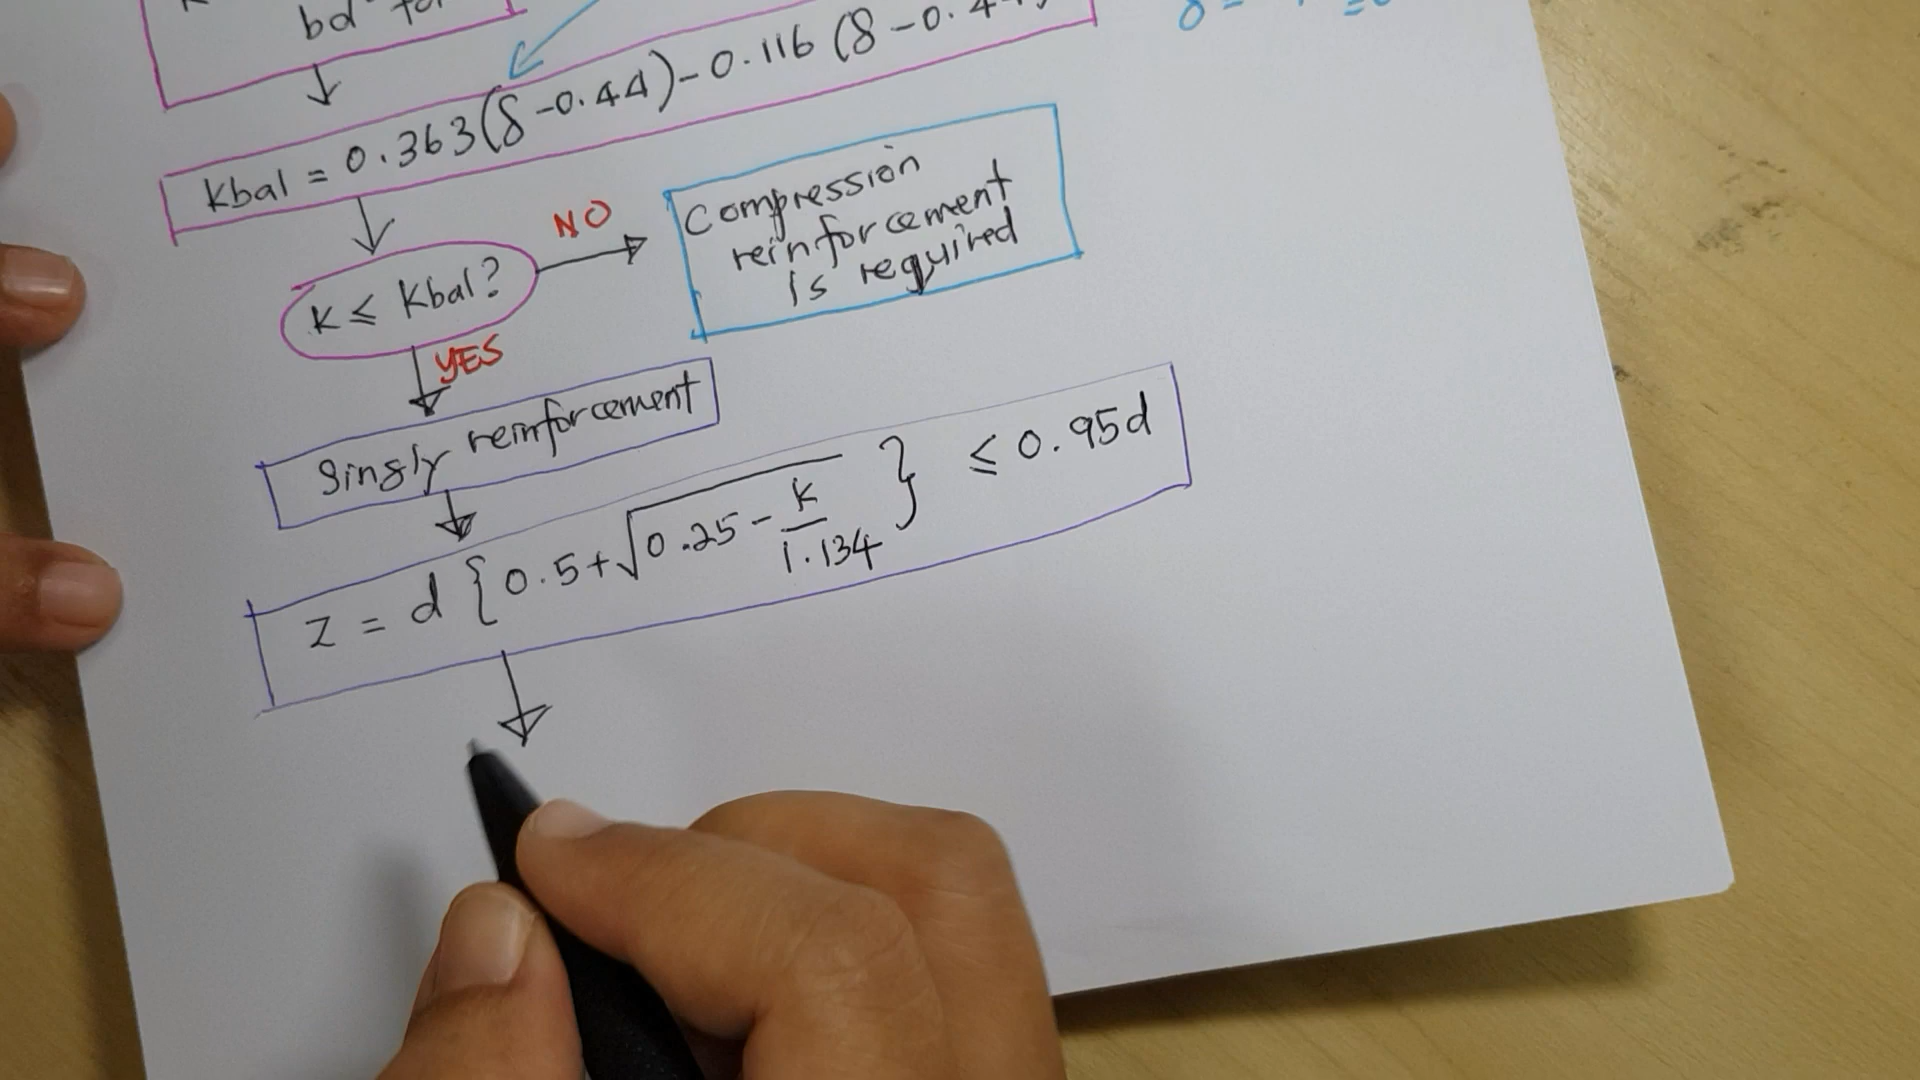 bd
δ =
Kbal = 0.363(δ-0.44)-0.116(δ-0.4
K ≤ Kbal?
NO
Compression
reinforcement
is required
YES
Singly reinforcement
Z = d {0.5+√0.25-K/1.134} ≤ 0.95d